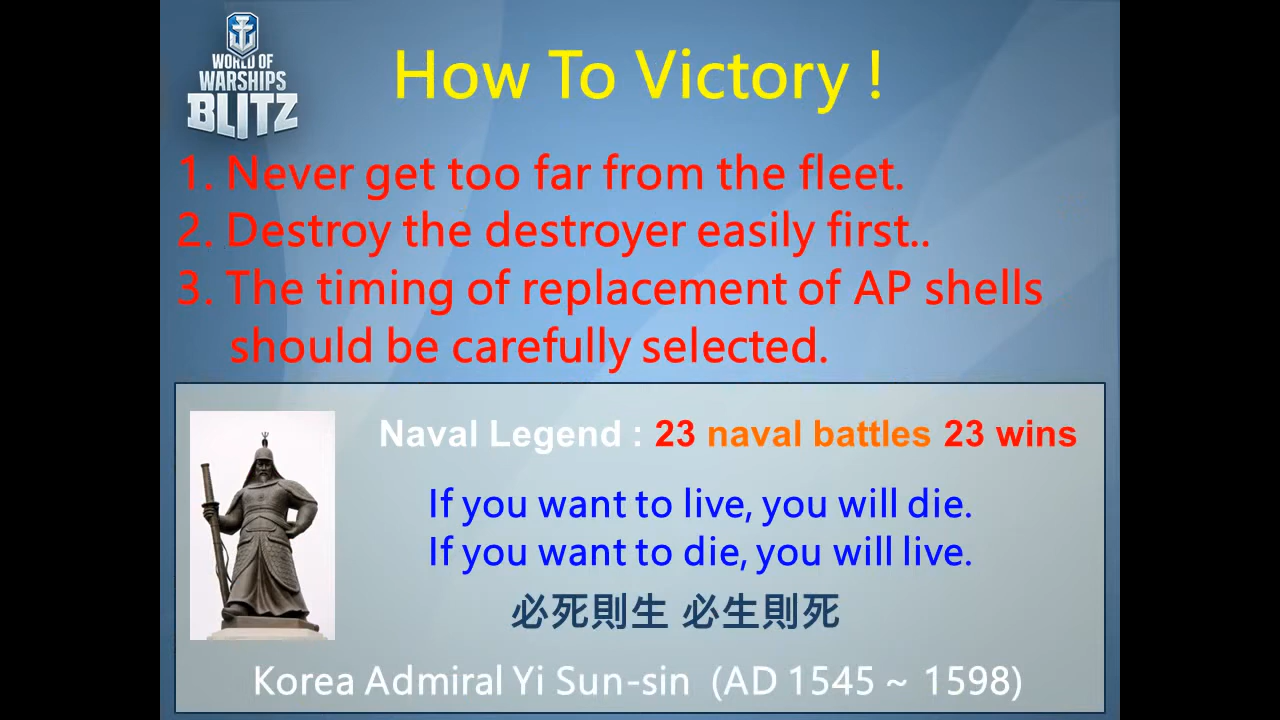 WORLD OF
WARSHIPS
BLITZ
How To Victory !
1. Never get too far from the fleet.
2. Destroy the destroyer easily first..
3. The timing of replacement of AP shells
should be carefully selected.
Naval Legend : 23 naval battles 23 wins
If you want to live, you will die.
If you want to die, you will live.
必死則生 必生則死
Korea Admiral Yi Sun-sin (AD 1545 ~ 1598)